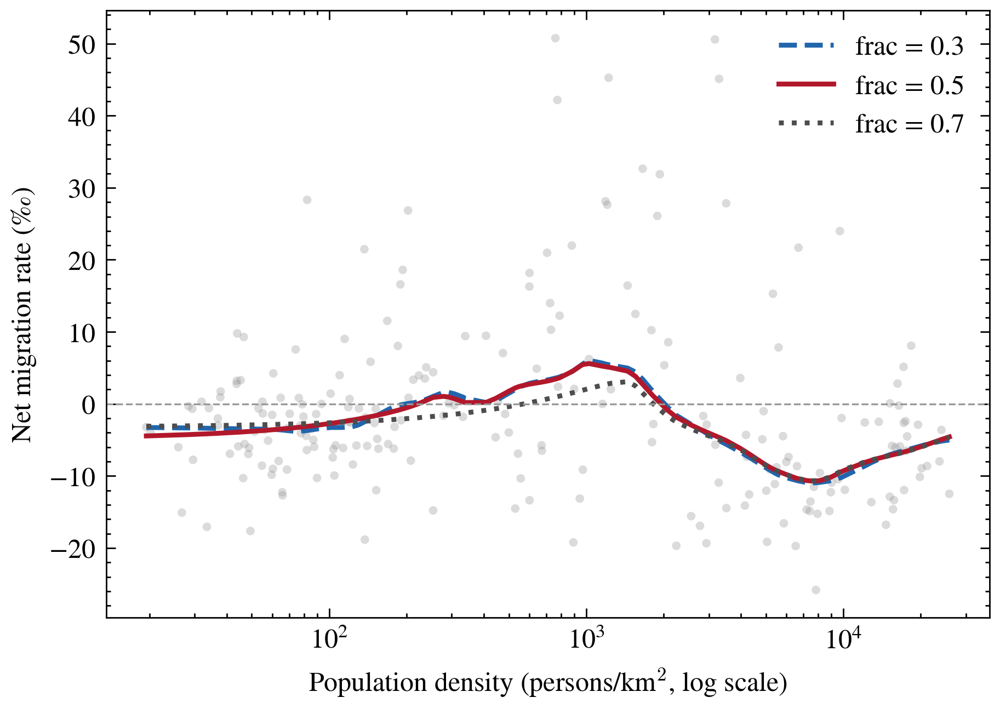 50
40
30
20
10
0
−10
−20
Net migration rate (‰)
frac = 0.3
frac = 0.5
frac = 0.7
10²
10³
10⁴
Population density (persons/km², log scale)